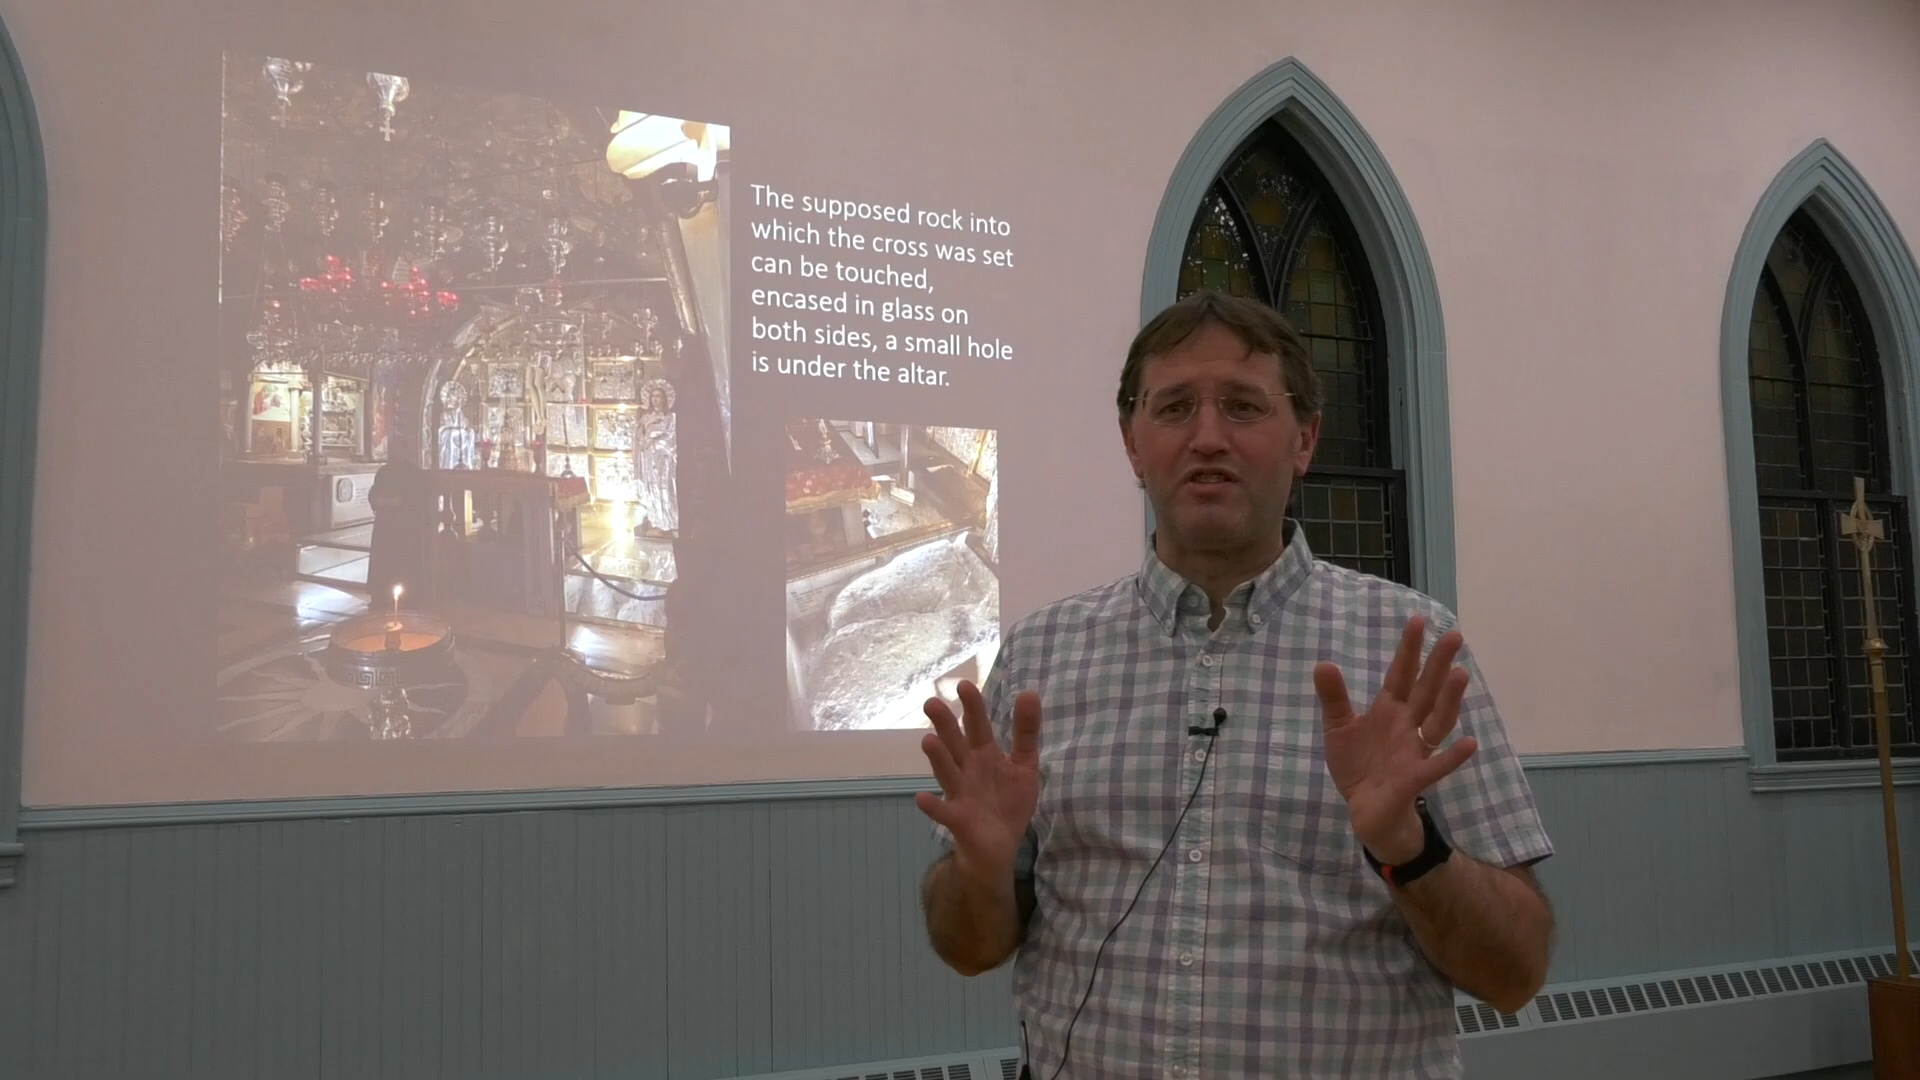 The supposed rock into
which the cross was set
can be touched,
encased in glass on
both sides, a small hole
is under the altar.